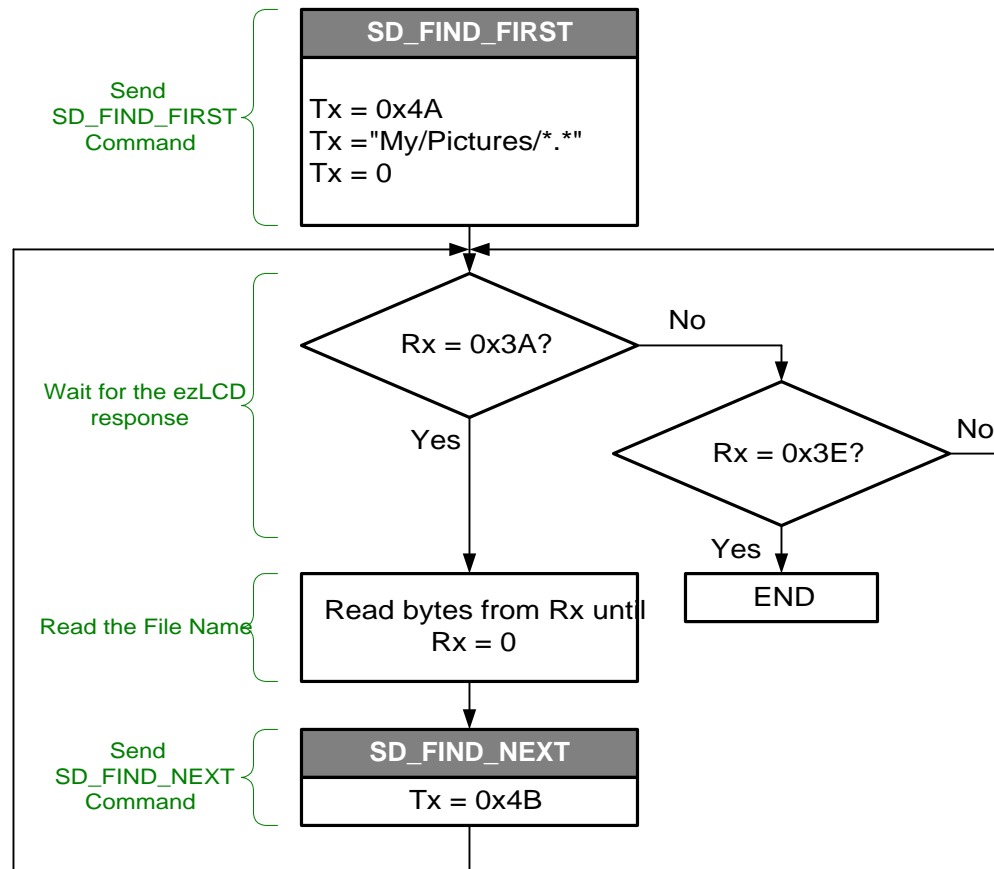 SD_FIND_FIRST
Send
SD_FIND_FIRST
Command
Tx = 0x4A
Tx ="My/Pictures/*.*"
Tx = 0
Rx = 0x3A?
No
Wait for the ezLCD
response
Yes
Rx = 0x3E?
No
Yes
END
Read the File Name
Read bytes from Rx until
Rx = 0
SD_FIND_NEXT
Send
SD_FIND_NEXT
Command
Tx = 0x4B